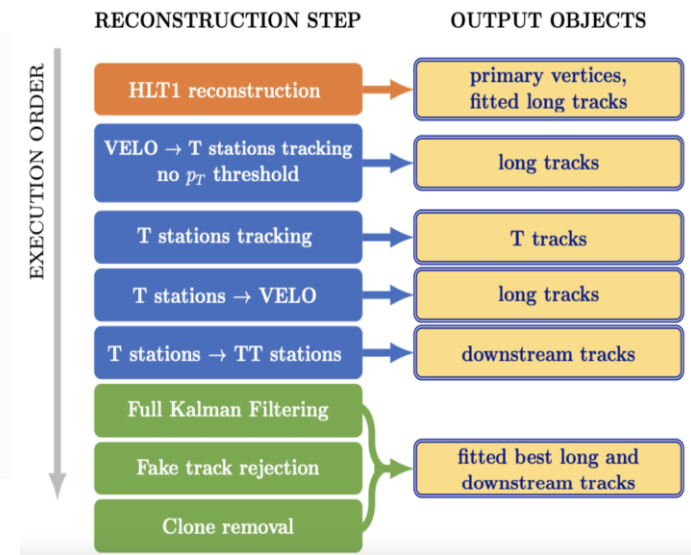 RECONSTRUCTION STEP
OUTPUT OBJECTS
EXECUTION ORDER
HLT1 reconstruction
primary vertices,
fitted long tracks
VELO → T stations tracking
no p_T threshold
long tracks
T stations tracking
T tracks
T stations → VELO
long tracks
T stations → TT stations
downstream tracks
Full Kalman Filtering
Fake track rejection
Clone removal
fitted best long and
downstream tracks